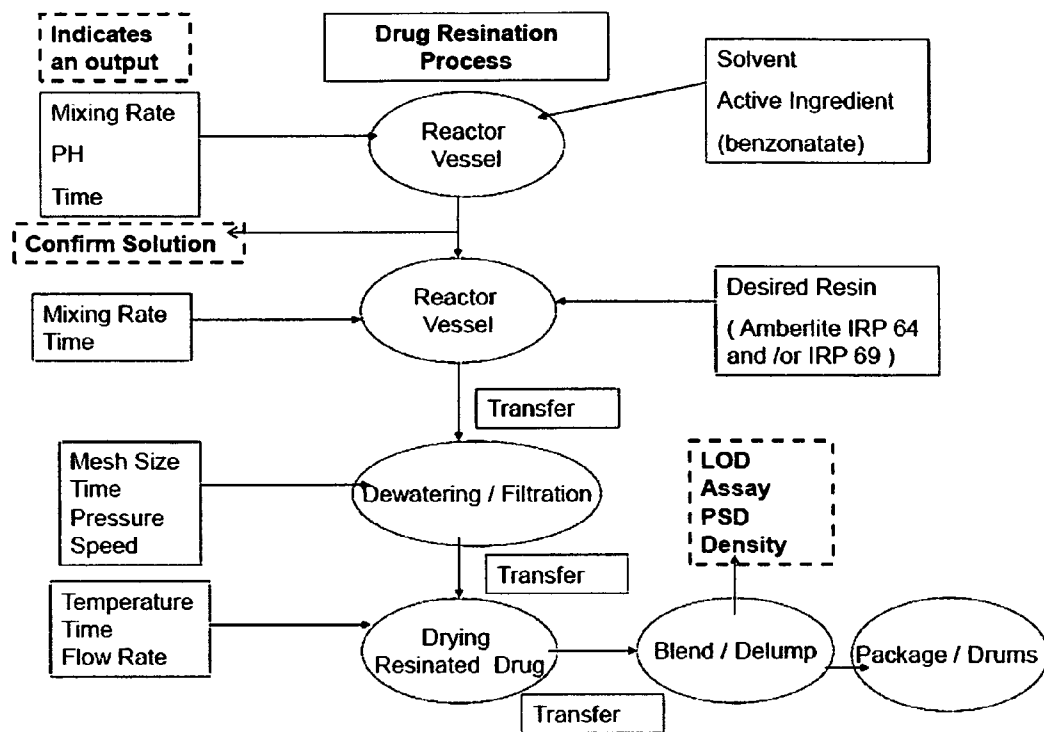 Indicates
an output
Drug Resination
Process
Solvent
Active Ingredient
(benzonatate)
Mixing Rate
PH
Time
Reactor
Vessel
Confirm Solution
Mixing Rate
Time
Reactor
Vessel
Desired Resin
( Amberlite IRP 64
and /or IRP 69 )
Transfer
Mesh Size
Time
Pressure
Speed
Dewatering / Filtration
LOD
Assay
PSD
Density
Transfer
Temperature
Time
Flow Rate
Drying
Resinated Drug
Blend / Delump
Package / Drums
Transfer